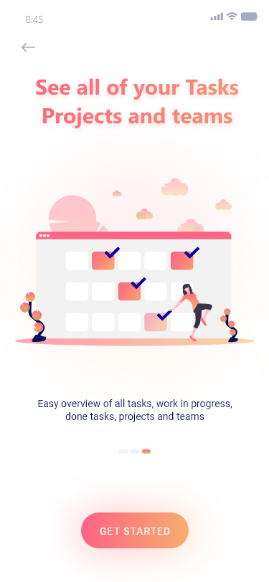 8:45
See all of your Tasks
Projects and teams
Easy overview of all tasks, work in progress,
done tasks, projects and teams
GET STARTED